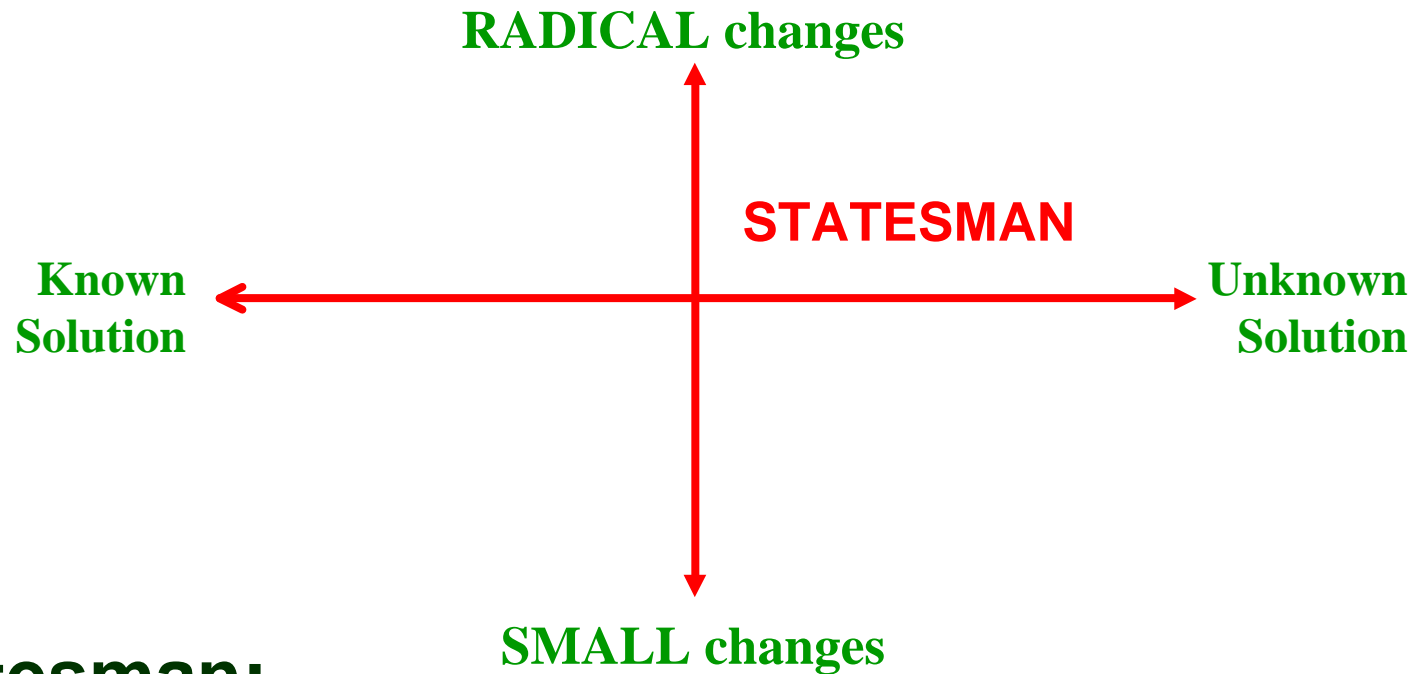 RADICAL changes
STATESMAN
Known
Solution
Unknown
Solution
SMALL changes